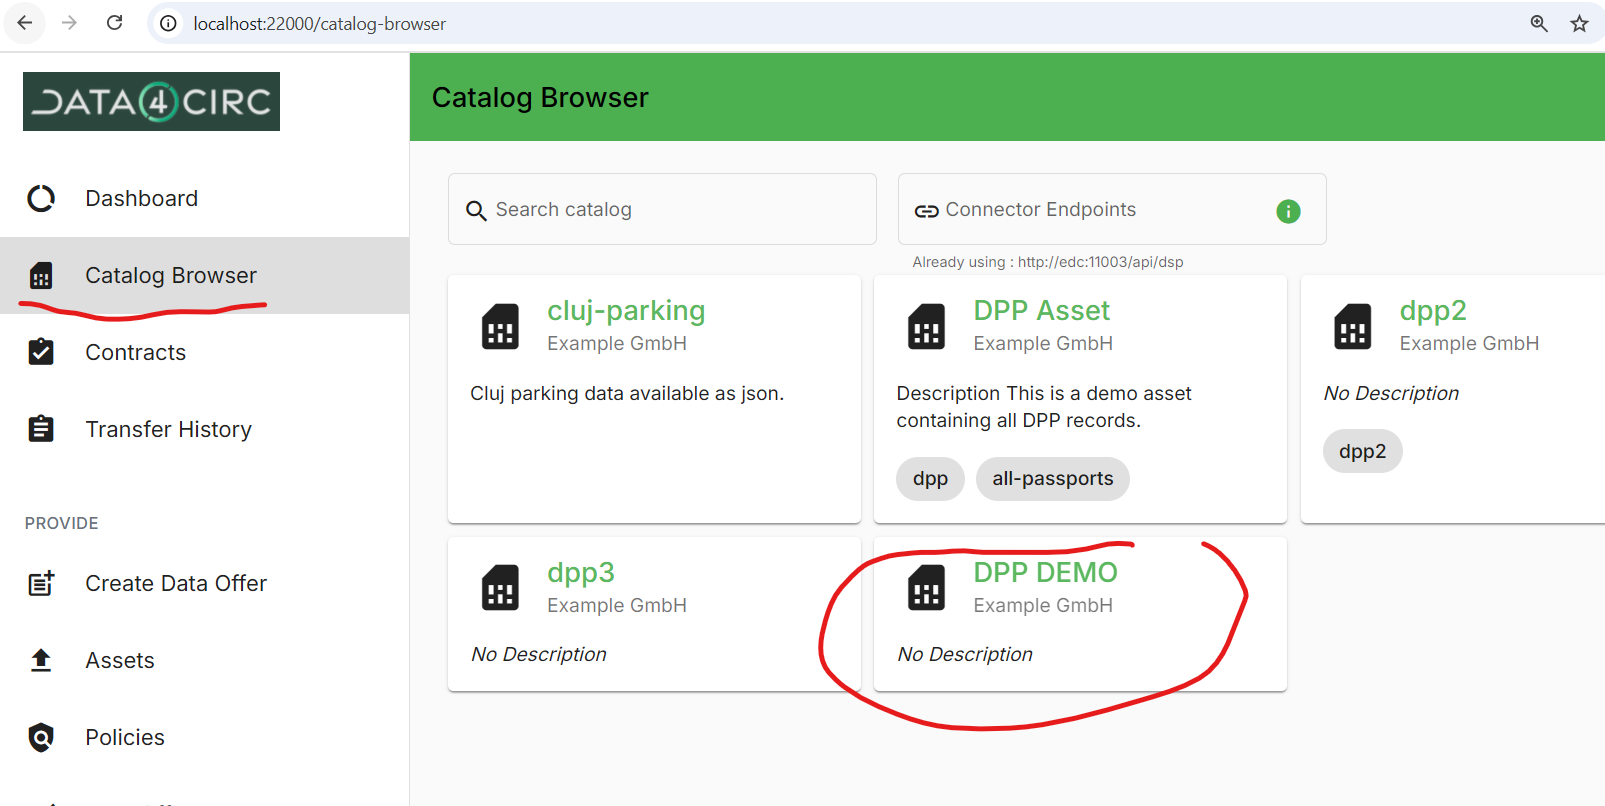 localhost:22000/catalog-browser
DATA4CIRC
Catalog Browser
Dashboard
Catalog Browser
Contracts
Transfer History
PROVIDE
Create Data Offer
Assets
Policies
Search catalog
Connector Endpoints
Already using : http://edc:11003/api/dsp
cluj-parking
Example GmbH
Cluj parking data available as json.
DPP Asset
Example GmbH
Description This is a demo asset
containing all DPP records.
dpp
all-passports
dpp2
Example GmbH
No Description
dpp2
dpp3
Example GmbH
No Description
DPP DEMO
Example GmbH
No Description